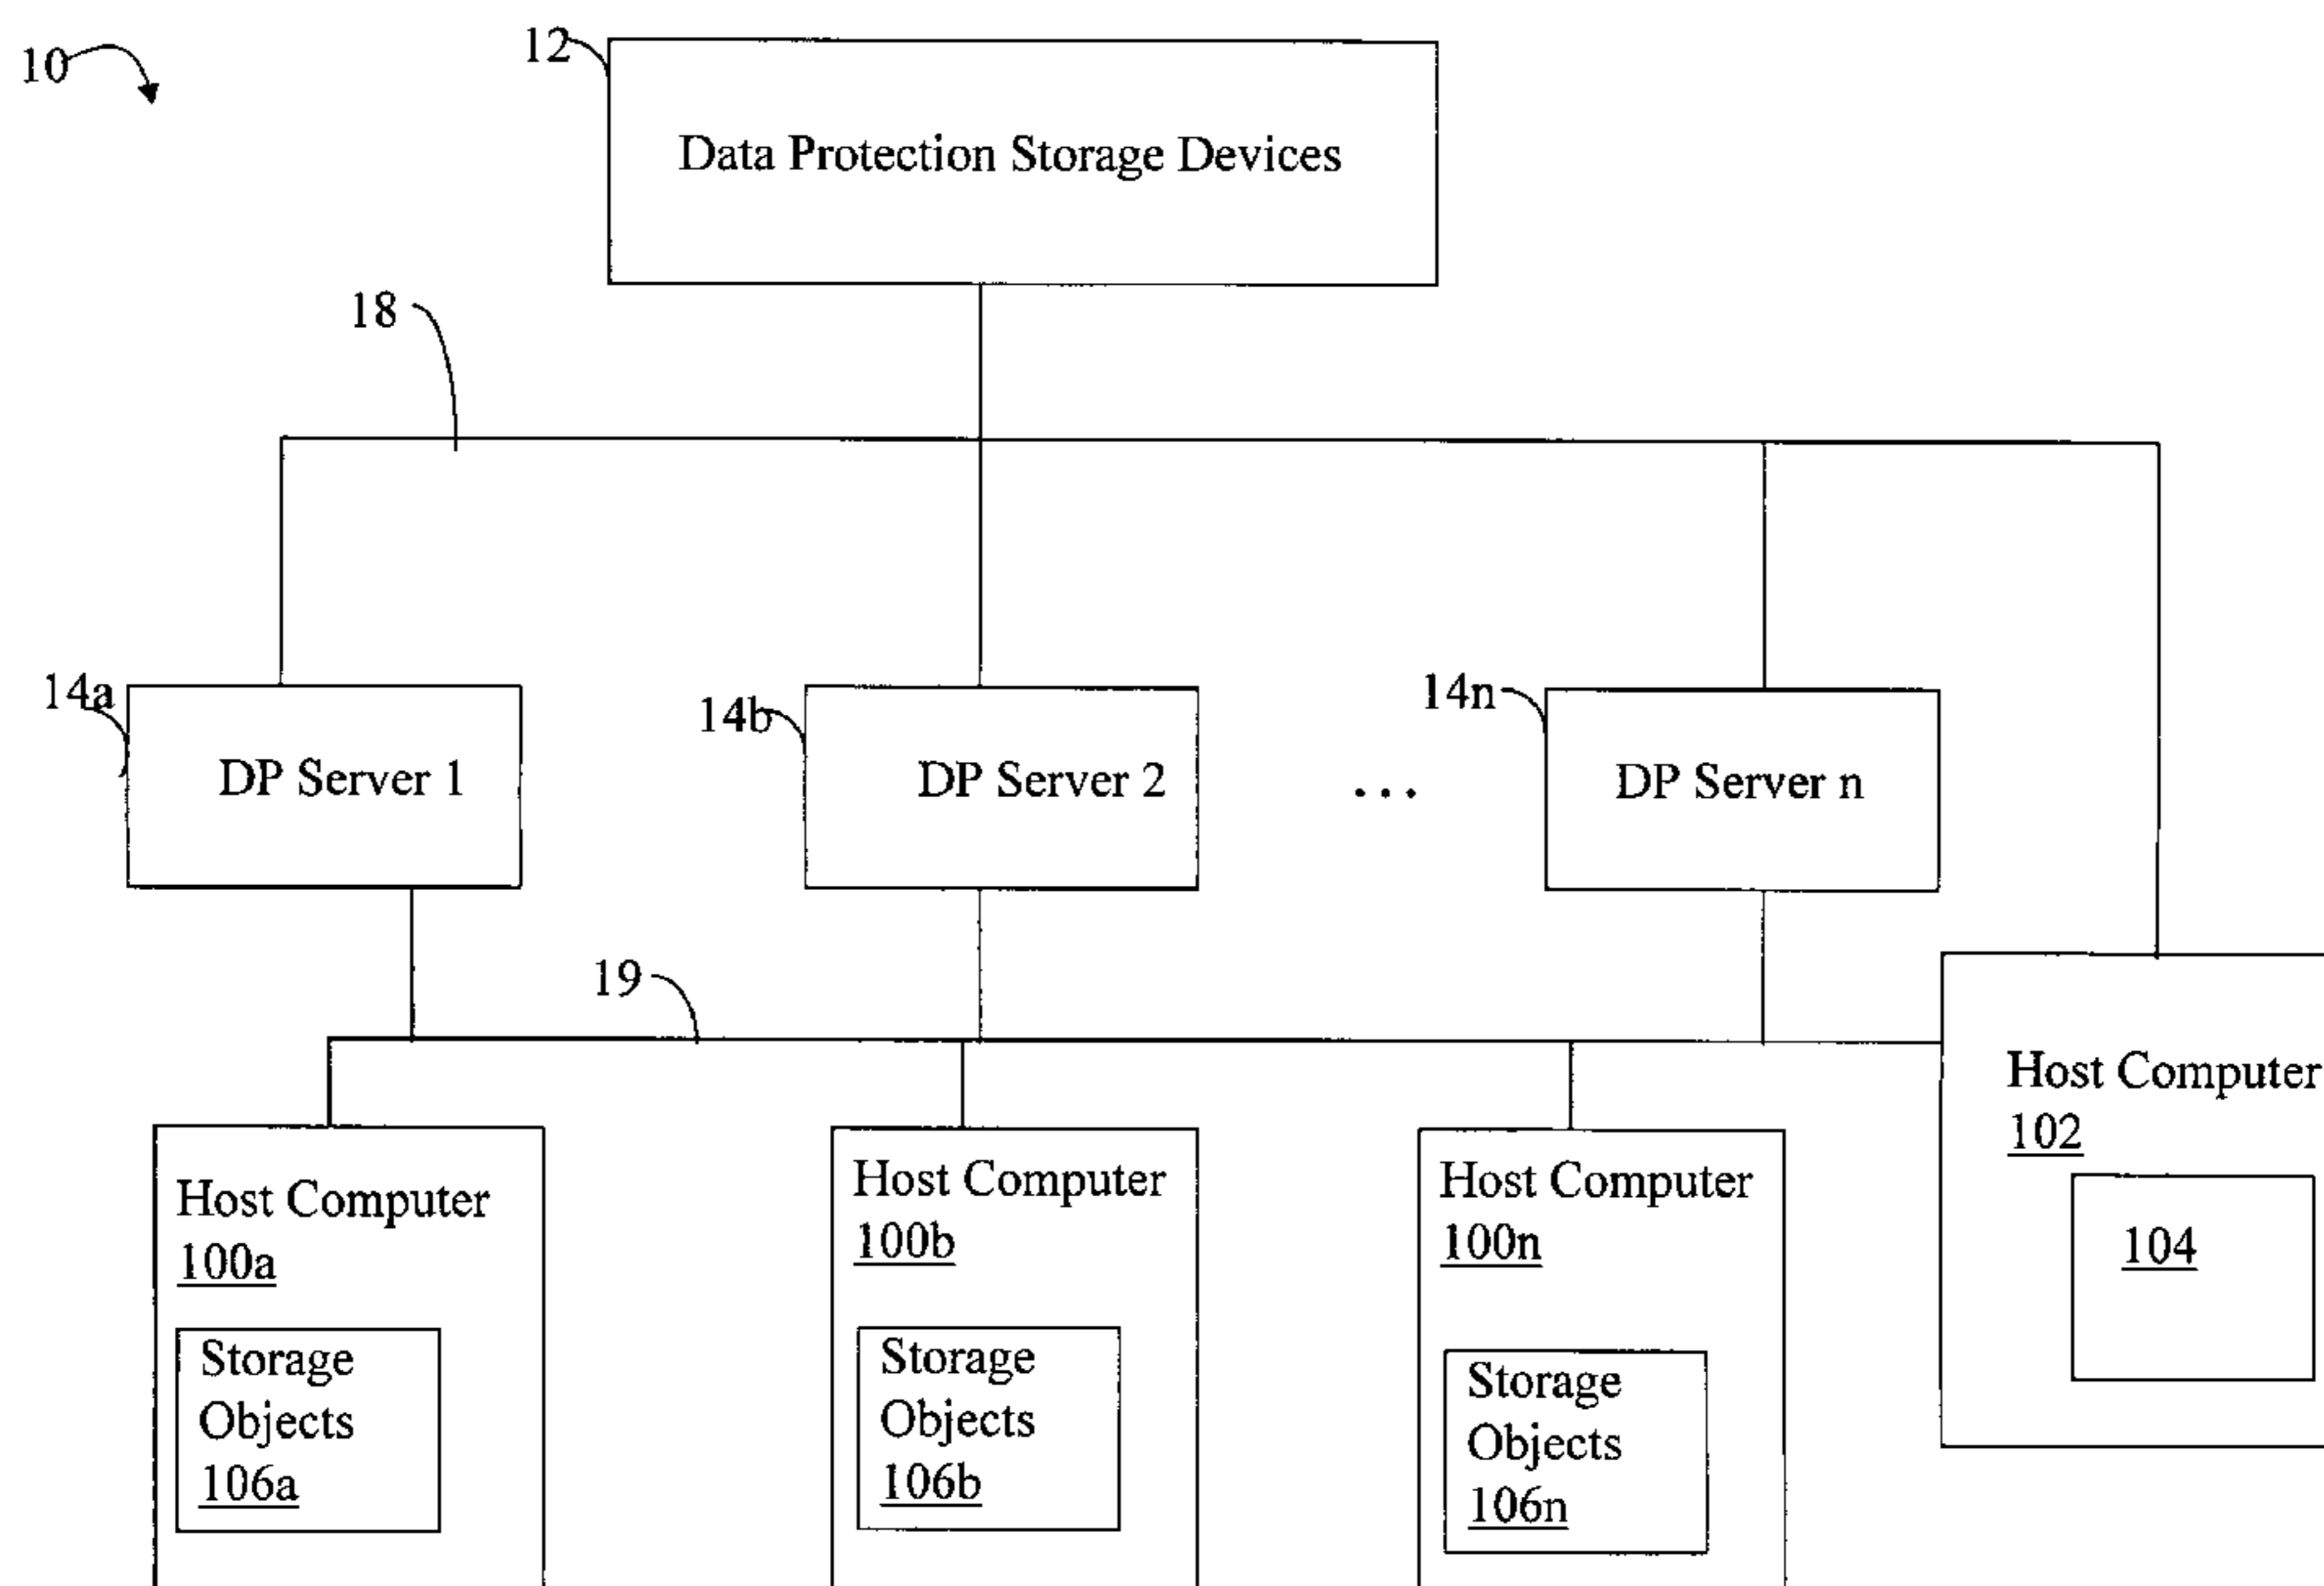 10
12
Data Protection Storage Devices
18
14a
DP Server 1
14b
DP Server 2
...
14n
DP Server n
19
Host Computer
102
104
Host Computer
100a
Storage
Objects
106a
Host Computer
100b
Storage
Objects
106b
Host Computer
100n
Storage
Objects
106n